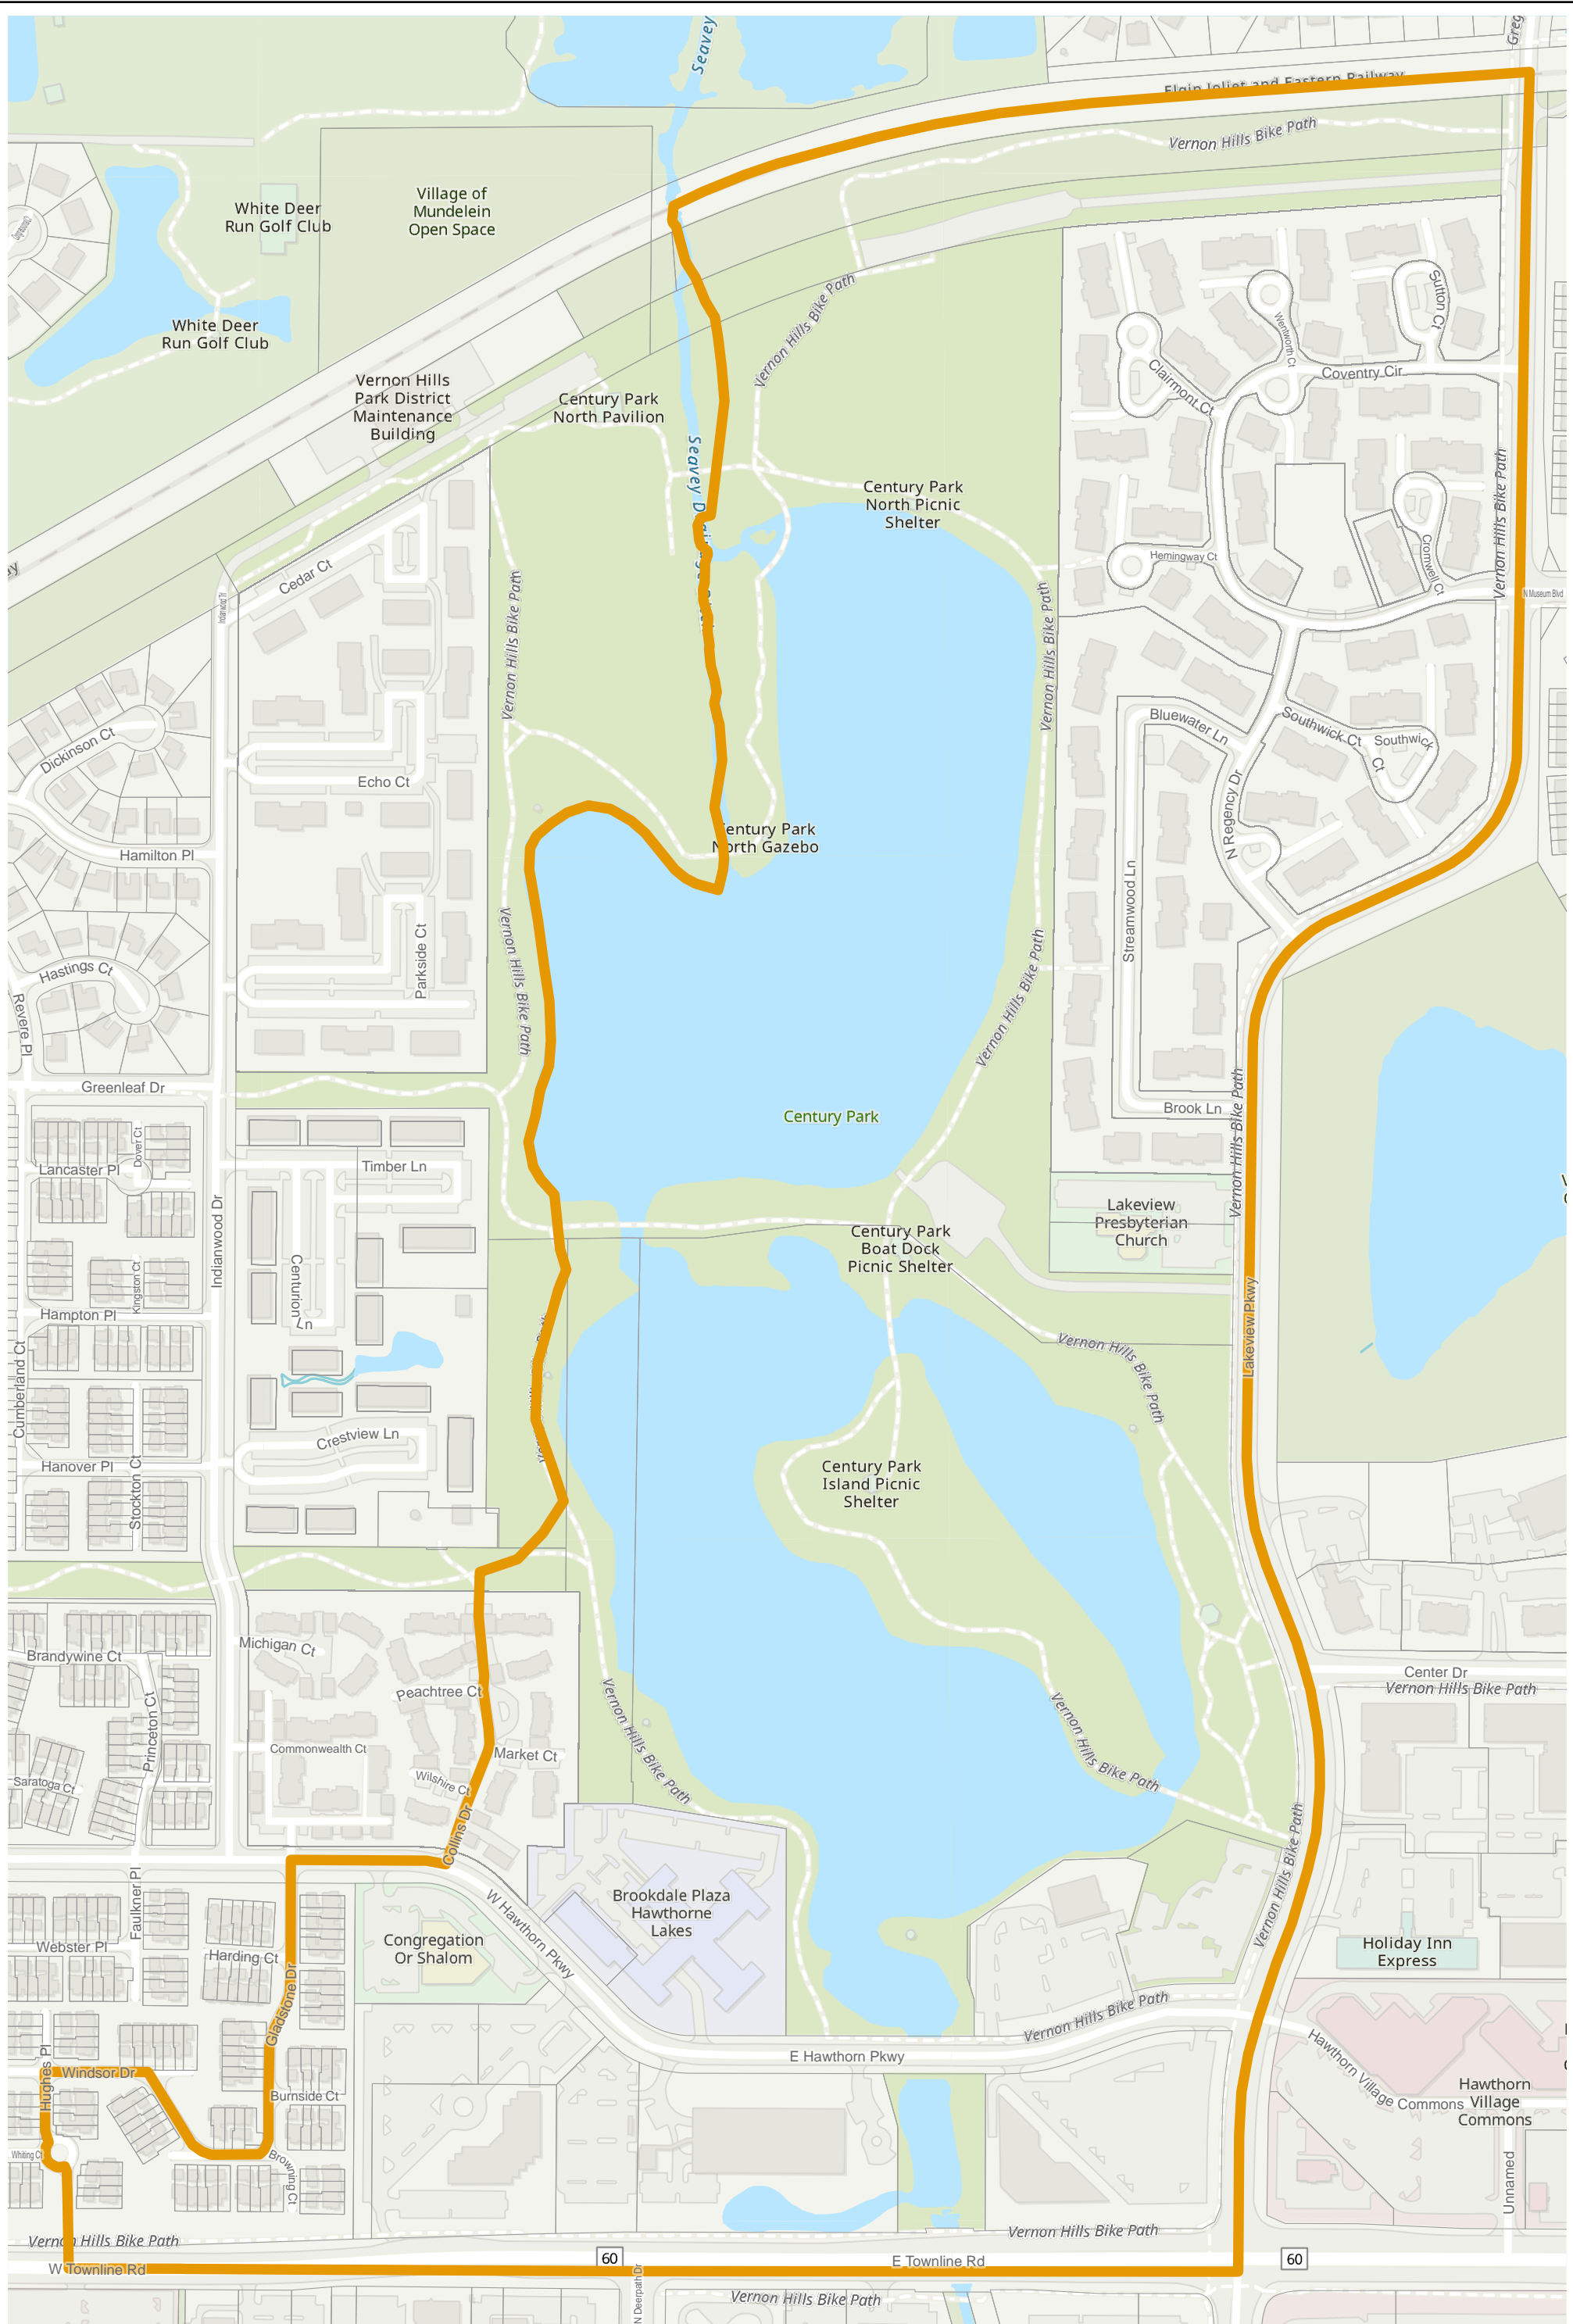 Seavey
Greg
Elgin Joliet and Eastern Railway
Vernon Hills Bike Path
Village of
Mundelein
Open Space
White Deer
Run Golf Club
White Deer
Run Golf Club
Vernon Hills Bike Path
Sutton Ct
Wentworth Ct
Coventry Cir
Clairmont Ct
Vernon Hills
Park District
Maintenance
Building
Century Park
North Pavilion
Seavey
Century Park
North Picnic
Shelter
Vernon Hills Bike Path
Cromwell Ct
Hemingway Ct
N Museum Blvd
Cedar Ct
Indianwood Dr
Vernon Hills Bike Path
Vernon Hills Bike Path
Dickinson Ct
Bluewater Ln
Southwick Ct
Southwick
Ct
Echo Ct
N Regency Dr
Hamilton Pl
Century Park
North Gazebo
Streamwood Ln
Parkside Ct
Vernon Hills Bike Path
Vernon Hills Bike Path
Hastings Ct
Revere Pl
Greenleaf Dr
Century Park
Brook Ln
Vernon Hills Bike Path
Dover Ct
Lancaster Pl
Timber Ln
Indianwood Dr
Lakeview
Presbyterian
Church
Century Park
Boat Dock
Picnic Shelter
Centurion
Ln
Kingston Ct
Hampton Pl
Lakeview Pkwy
Vernon Hills Bike Path
Cumberland Ct
Crestview Ln
Hanover Pl
Stockton Ct
Century Park
Island Picnic
Shelter
Michigan Ct
Brandywine Ct
Peachtree Ct
Center Dr
Vernon Hills Bike Path
Princeton Ct
Commonwealth Ct
Market Ct
Wilshire Ct
Saratoga Ct
Vernon Hills Bike Path
Vernon Hills Bike Path
Collins Dr
Vernon Hills Bike Path
Faulkner Pl
W Hawthorn Pkwy
Brookdale Plaza
Hawthorne
Lakes
Congregation
Or Shalom
Webster Pl
Harding Ct
Holiday Inn
Express
Gladstone Dr
Vernon Hills Bike Path
E Hawthorn Pkwy
Hawthorn Village
Commons
Hawthorn
Village
Commons
Hughes Pl
Windsor Dr
Burnside Ct
Whiting Ct
Browning Ct
Unnamed
Vernon Hills Bike Path
Vernon Hills Bike Path
W Townline Rd
60
E Townline Rd
60
N Deerpath Dr
Vernon Hills Bike Path